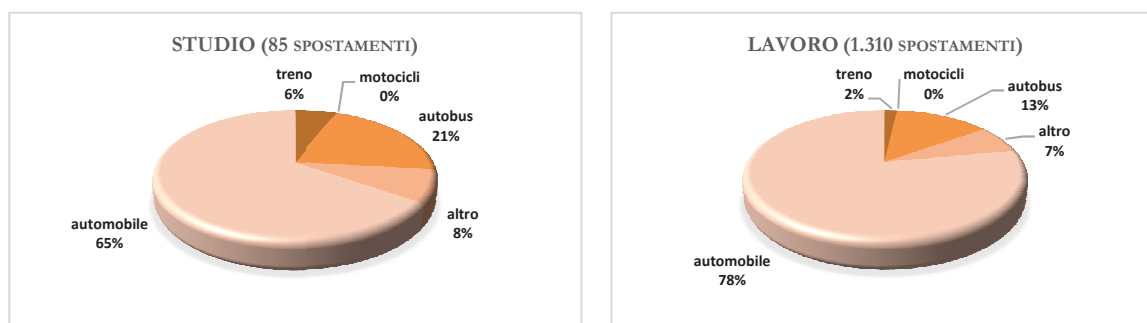 STUDIO (85 SPOSTAMENTI)
treno
6%
motocicli
0%
autobus
21%
altro
8%
automobile
65%
LAVORO (1.310 SPOSTAMENTI)
treno
2%
motocicli
0%
autobus
13%
altro
7%
automobile
78%